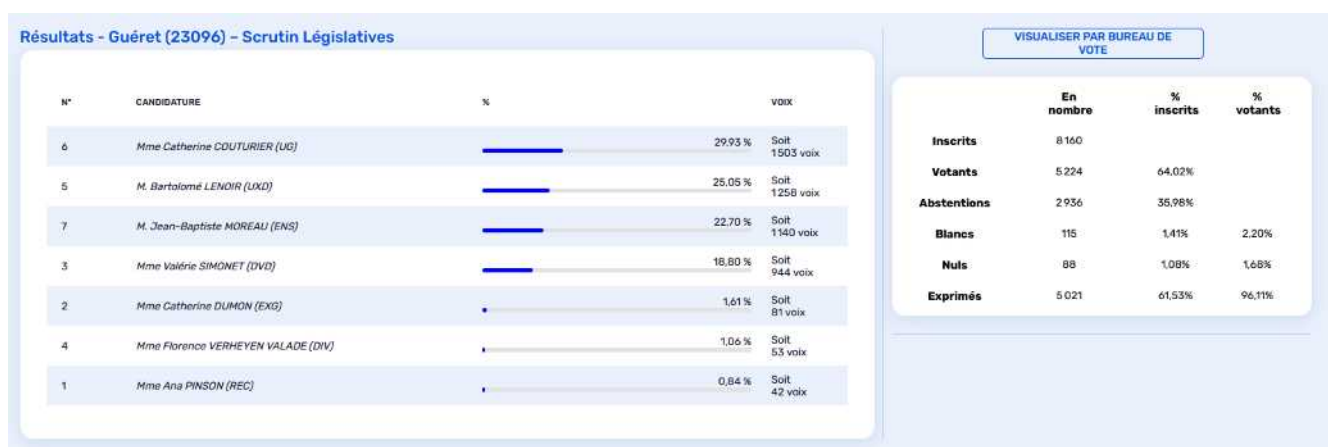 Résultats - Guéret (23096) – Scrutin Législatives
N° CANDIDATURE % VOIX
6 Mme Catherine COUTURIER (UG) 29,93 % Soit 1 503 voix
5 M. Bartolomé LENOIR (UXD) 25,05 % Soit 1 258 voix
7 M. Jean-Baptiste MOREAU (ENS) 22,70 % Soit 1 140 voix
3 Mme Valérie SIMONET (DVD) 18,80 % Soit 944 voix
2 Mme Catherine DUMON (EXG) 1,61 % Soit 81 voix
4 Mme Florence VERHEYEN VALADE (DIV) 1,06 % Soit 53 voix
1 Mme Ana PINSON (REC) 0,84 % Soit 42 voix
VISUALISER PAR BUREAU DE
VOTE
En nombre % inscrits % votants
Inscrits 8 160
Votants 5 224 64,02%
Abstentions 2 936 35,98%
Blancs 115 1,41% 2,20%
Nuls 88 1,08% 1,68%
Exprimés 5 021 61,53% 96,11%